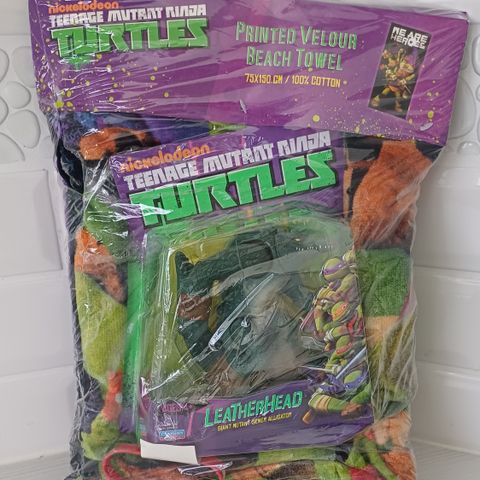 nickelodeon
TEENAGE MUTANT NINJA
TURTLES
PRINTED VELOUR
BEACH TOWEL
75X150 CM / 100% COTTON
WE ARE
HEROES
nickelodeon
TEENAGE MUTANT NINJA
TURTLES
LEATHERHEAD
GIANT MUTANT SEWER ALLIGATOR